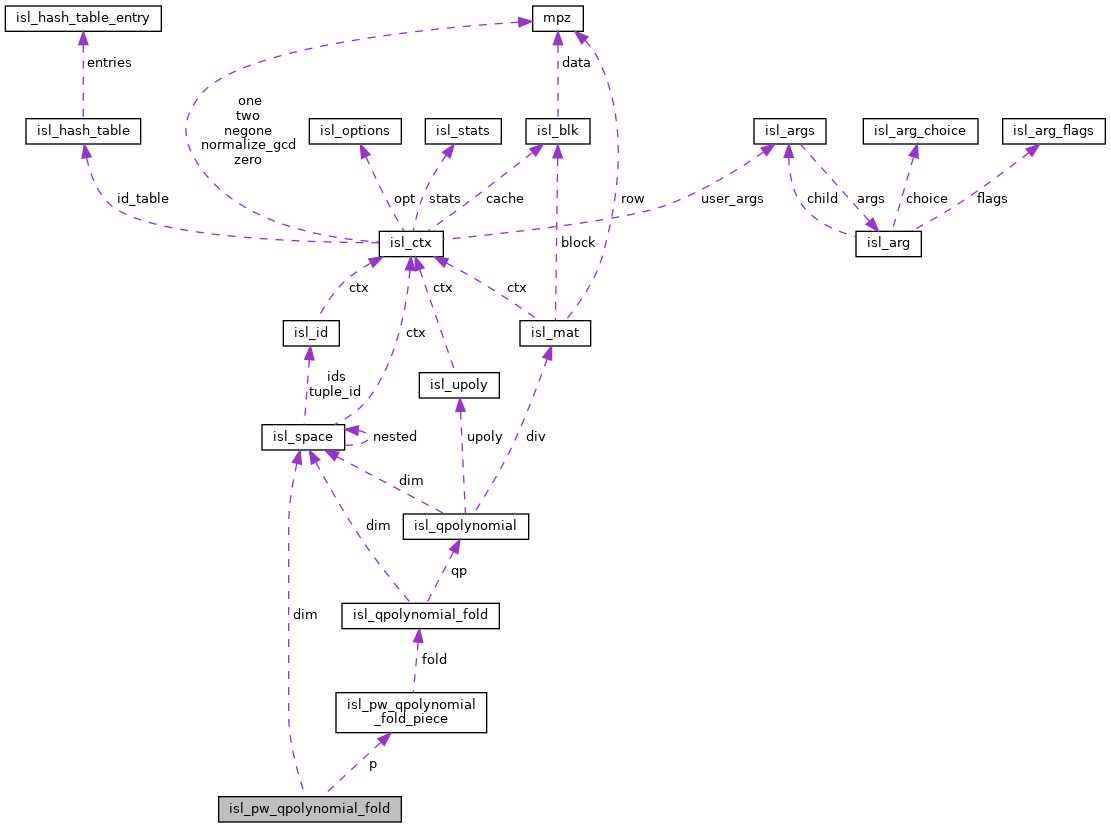 isl_hash_table_entry
mpz
entries
data
one
two
negone
normalize_gcd
zero
isl_hash_table
isl_options
isl_stats
isl_blk
isl_args
isl_arg_choice
isl_arg_flags
id_table
opt
stats
cache
row
user_args
child
args
choice
flags
isl_ctx
block
isl_arg
ctx
ctx
ctx
isl_id
ctx
isl_mat
ids
tuple_id
isl_upoly
isl_space
nested
upoly
div
dim
dim
isl_qpolynomial
qp
dim
isl_qpolynomial_fold
fold
isl_pw_qpolynomial
_fold_piece
p
isl_pw_qpolynomial_fold